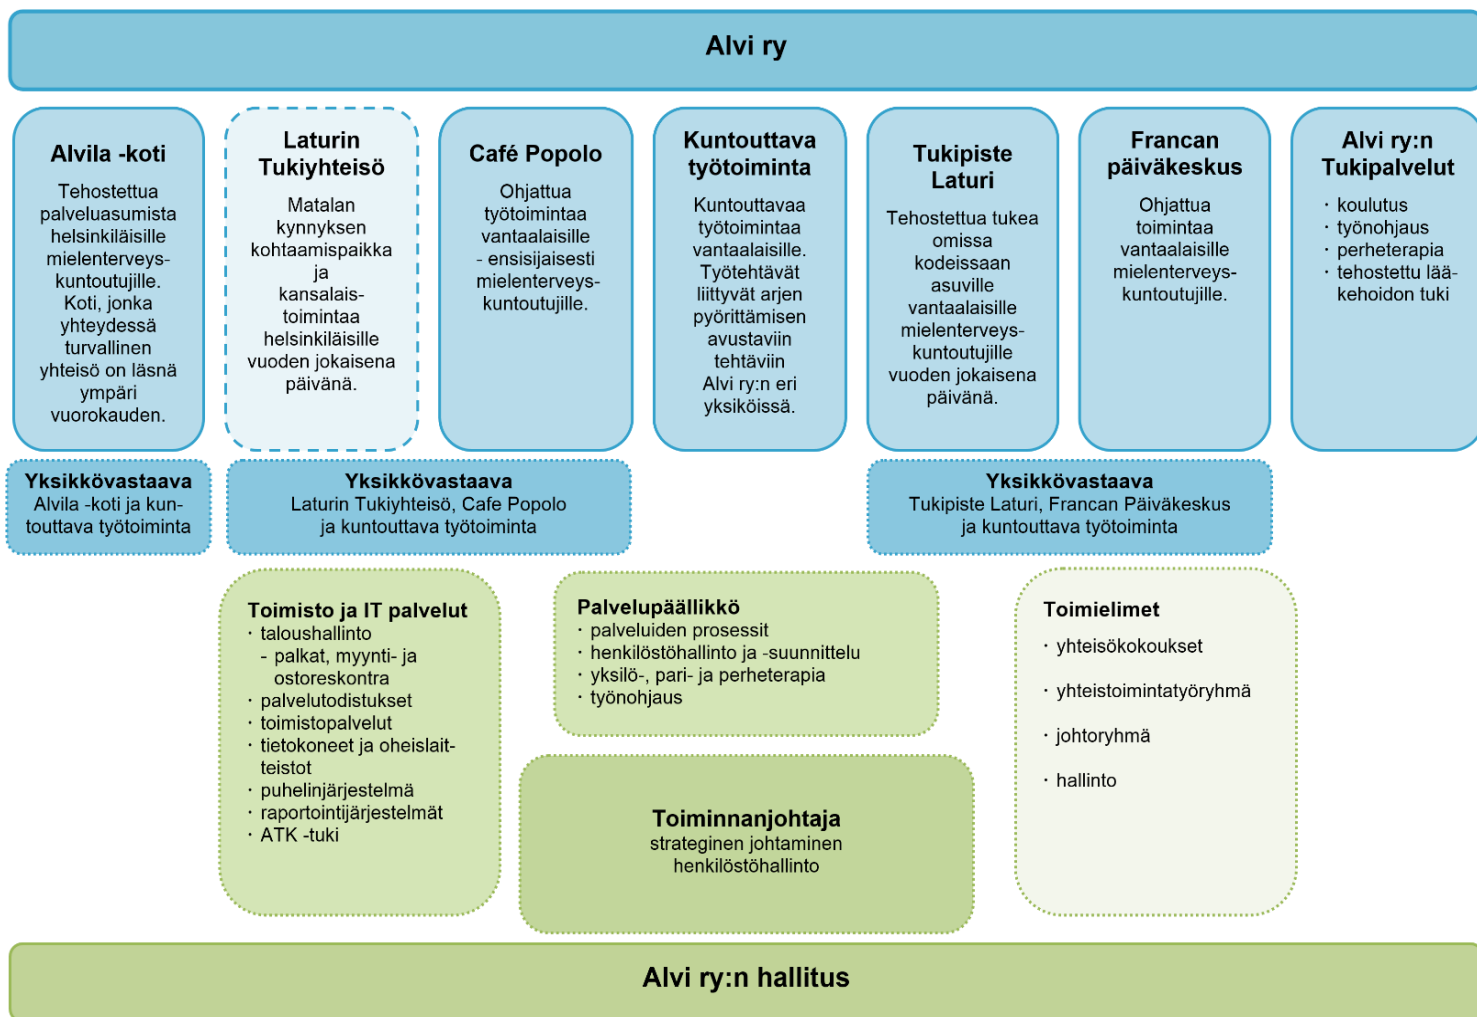 Alvi ry
Alvila -koti
Tehostettua
palveluasumista
helsinkiläisille
mielenterveys-
kuntoutujille.
Koti, jonka
yhteydessä
turvallinen
yhteisö on läsnä
ympäri
vuorokauden.
Laturin
Tukiyhteisö
Matalan
kynnyksen
kohtaamispaikka
ja
kansalais-
toimintaa
helsinkiläisille
vuoden jokaisena
päivänä.
Café Popolo
Ohjattua
työtoimintaa
vantaalaisille
- ensisijaisesti
mielenterveys-
kuntoutujille.
Kuntouttava
työtoiminta
Kuntouttavaa
työtoimintaa
vantaalaisille.
Työtehtävät
liittyvät arjen
pyörittämisen
avustaviin
tehtäviin
Alvi ry:n eri
yksiköissä.
Tukipiste
Laturi
Tehostettua tukea
omissa
kodeissaan
asuville
vantaalaisille
mielenterveys-
kuntoutujille
vuoden jokaisena
päivänä.
Francan
päiväkeskus
Ohjattua
toimintaa
vantaalaisille
mielenterveys-
kuntoutujille.
Alvi ry:n
Tukipalvelut
· koulutus
· työnohjaus
· perheterapia
· tehostettu lää-
kehoidon tuki
Yksikkövastaava
Alvila -koti ja kun-
touttava työtoiminta
Yksikkövastaava
Laturin Tukiyhteisö, Cafe Popolo
ja kuntouttava työtoiminta
Yksikkövastaava
Tukipiste Laturi, Francan Päiväkeskus
ja kuntouttava työtoiminta
Toimisto ja IT palvelut
· taloushallinto
- palkat, myynti- ja
ostoreskontra
· palvelutodistukset
· toimistopalvelut
· tietokoneet ja oheislait-
teistot
· puhelinjärjestelmä
· raportointijärjestelmät
· ATK -tuki
Palvelupäällikkö
· palveluiden prosessit
· henkilöstöhallinto ja -suunnittelu
· yksilö-, pari- ja perheterapia
· työnohjaus
Toiminnanjohtaja
strateginen johtaminen
henkilöstöhallinto
Toimielimet
· yhteisökokoukset
· yhteistoimintatyöryhmä
· johtoryhmä
· hallinto
Alvi ry:n hallitus